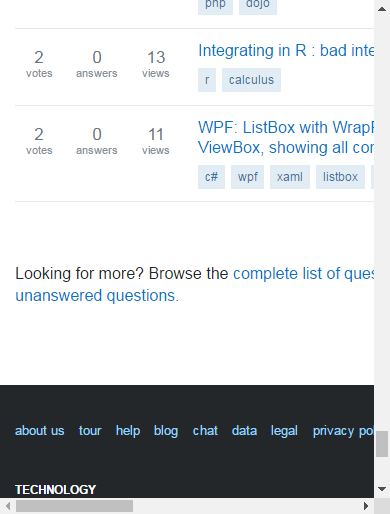 php dojo
2 0 13 Integrating in R : bad inte
votes answers views
r calculus
2 0 11 WPF: ListBox with WrapP
votes answers views ViewBox, showing all con
c# wpf xaml listbox
Looking for more? Browse the complete list of ques
unanswered questions.
about us tour help blog chat data legal privacy pol
TECHNOLOGY